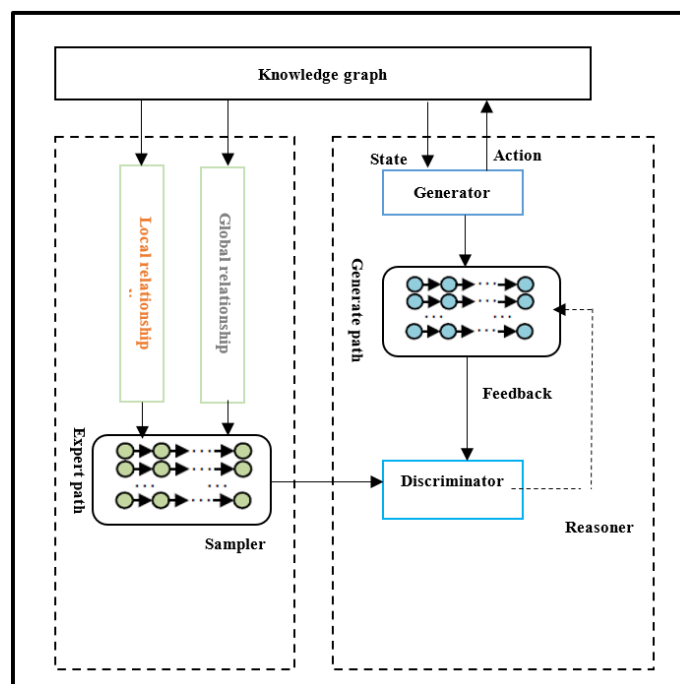 Knowledge graph
State
Action
Generator
Local relationship
Global relationship
Generate path
Feedback
Expert path
Discriminator
Sampler
Reasoner